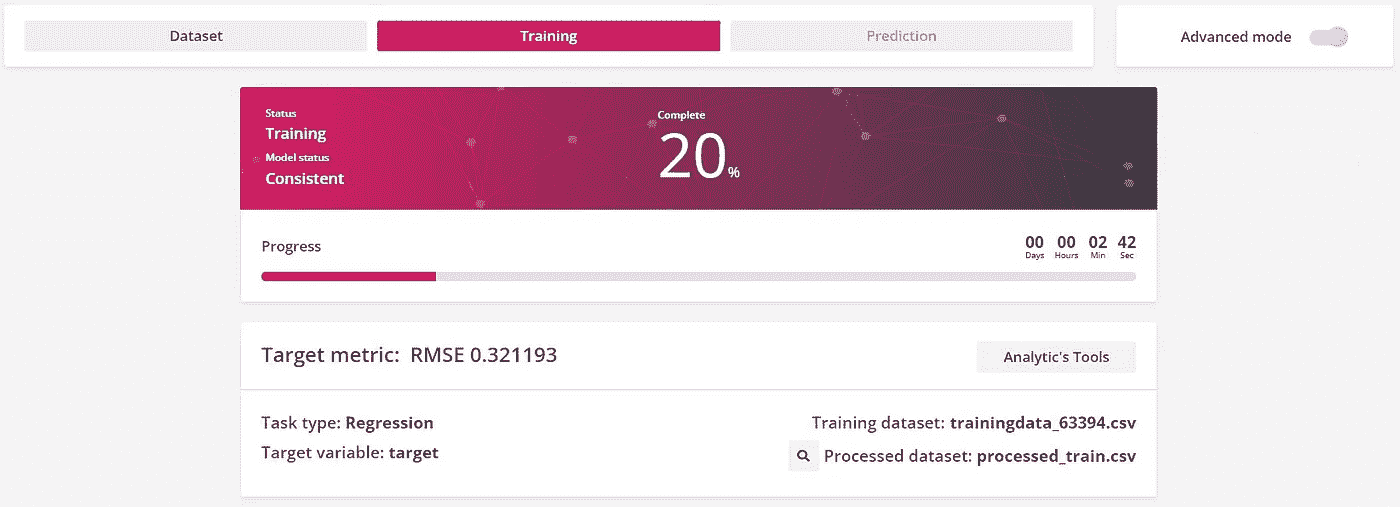 Dataset Training Prediction Advanced mode
Status
Training
Model status
Consistent
Complete
20%
Progress
00 00 02 42
Days Hours Min Sec
Target metric: RMSE 0.321193
Analytic's Tools
Task type: Regression
Target variable: target
Training dataset: trainingdata_63394.csv
Processed dataset: processed_train.csv